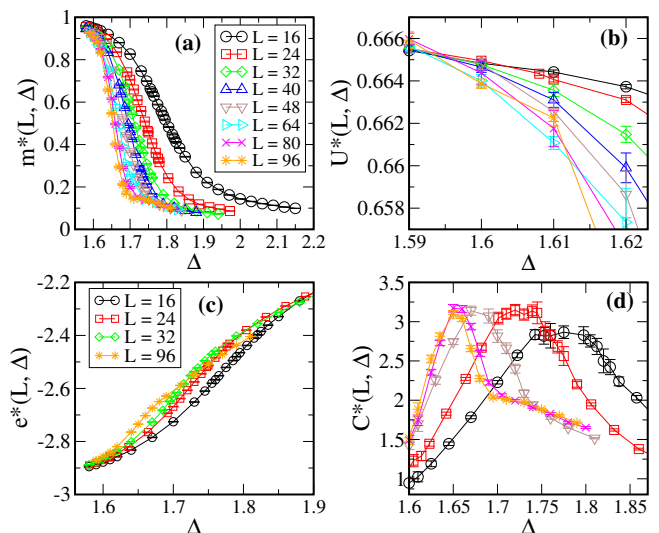 (a)
m*(L, Δ)
1
0.8
0.6
0.4
0.2
0
1.6 1.7 1.8 1.9 2 2.1 2.2
Δ
L = 16
L = 24
L = 32
L = 40
L = 48
L = 64
L = 80
L = 96
(b)
U*(L, Δ)
0.666
0.664
0.662
0.660
0.658
1.59 1.6 1.61 1.62
Δ
(c)
e*(L, Δ)
-2.2
-2.4
-2.6
-2.8
-3
1.6 1.7 1.8 1.9
Δ
L = 16
L = 24
L = 32
L = 96
(d)
C*(L, Δ)
3.5
3
2.5
2
1.5
1
1.6 1.65 1.7 1.75 1.8 1.85
Δ